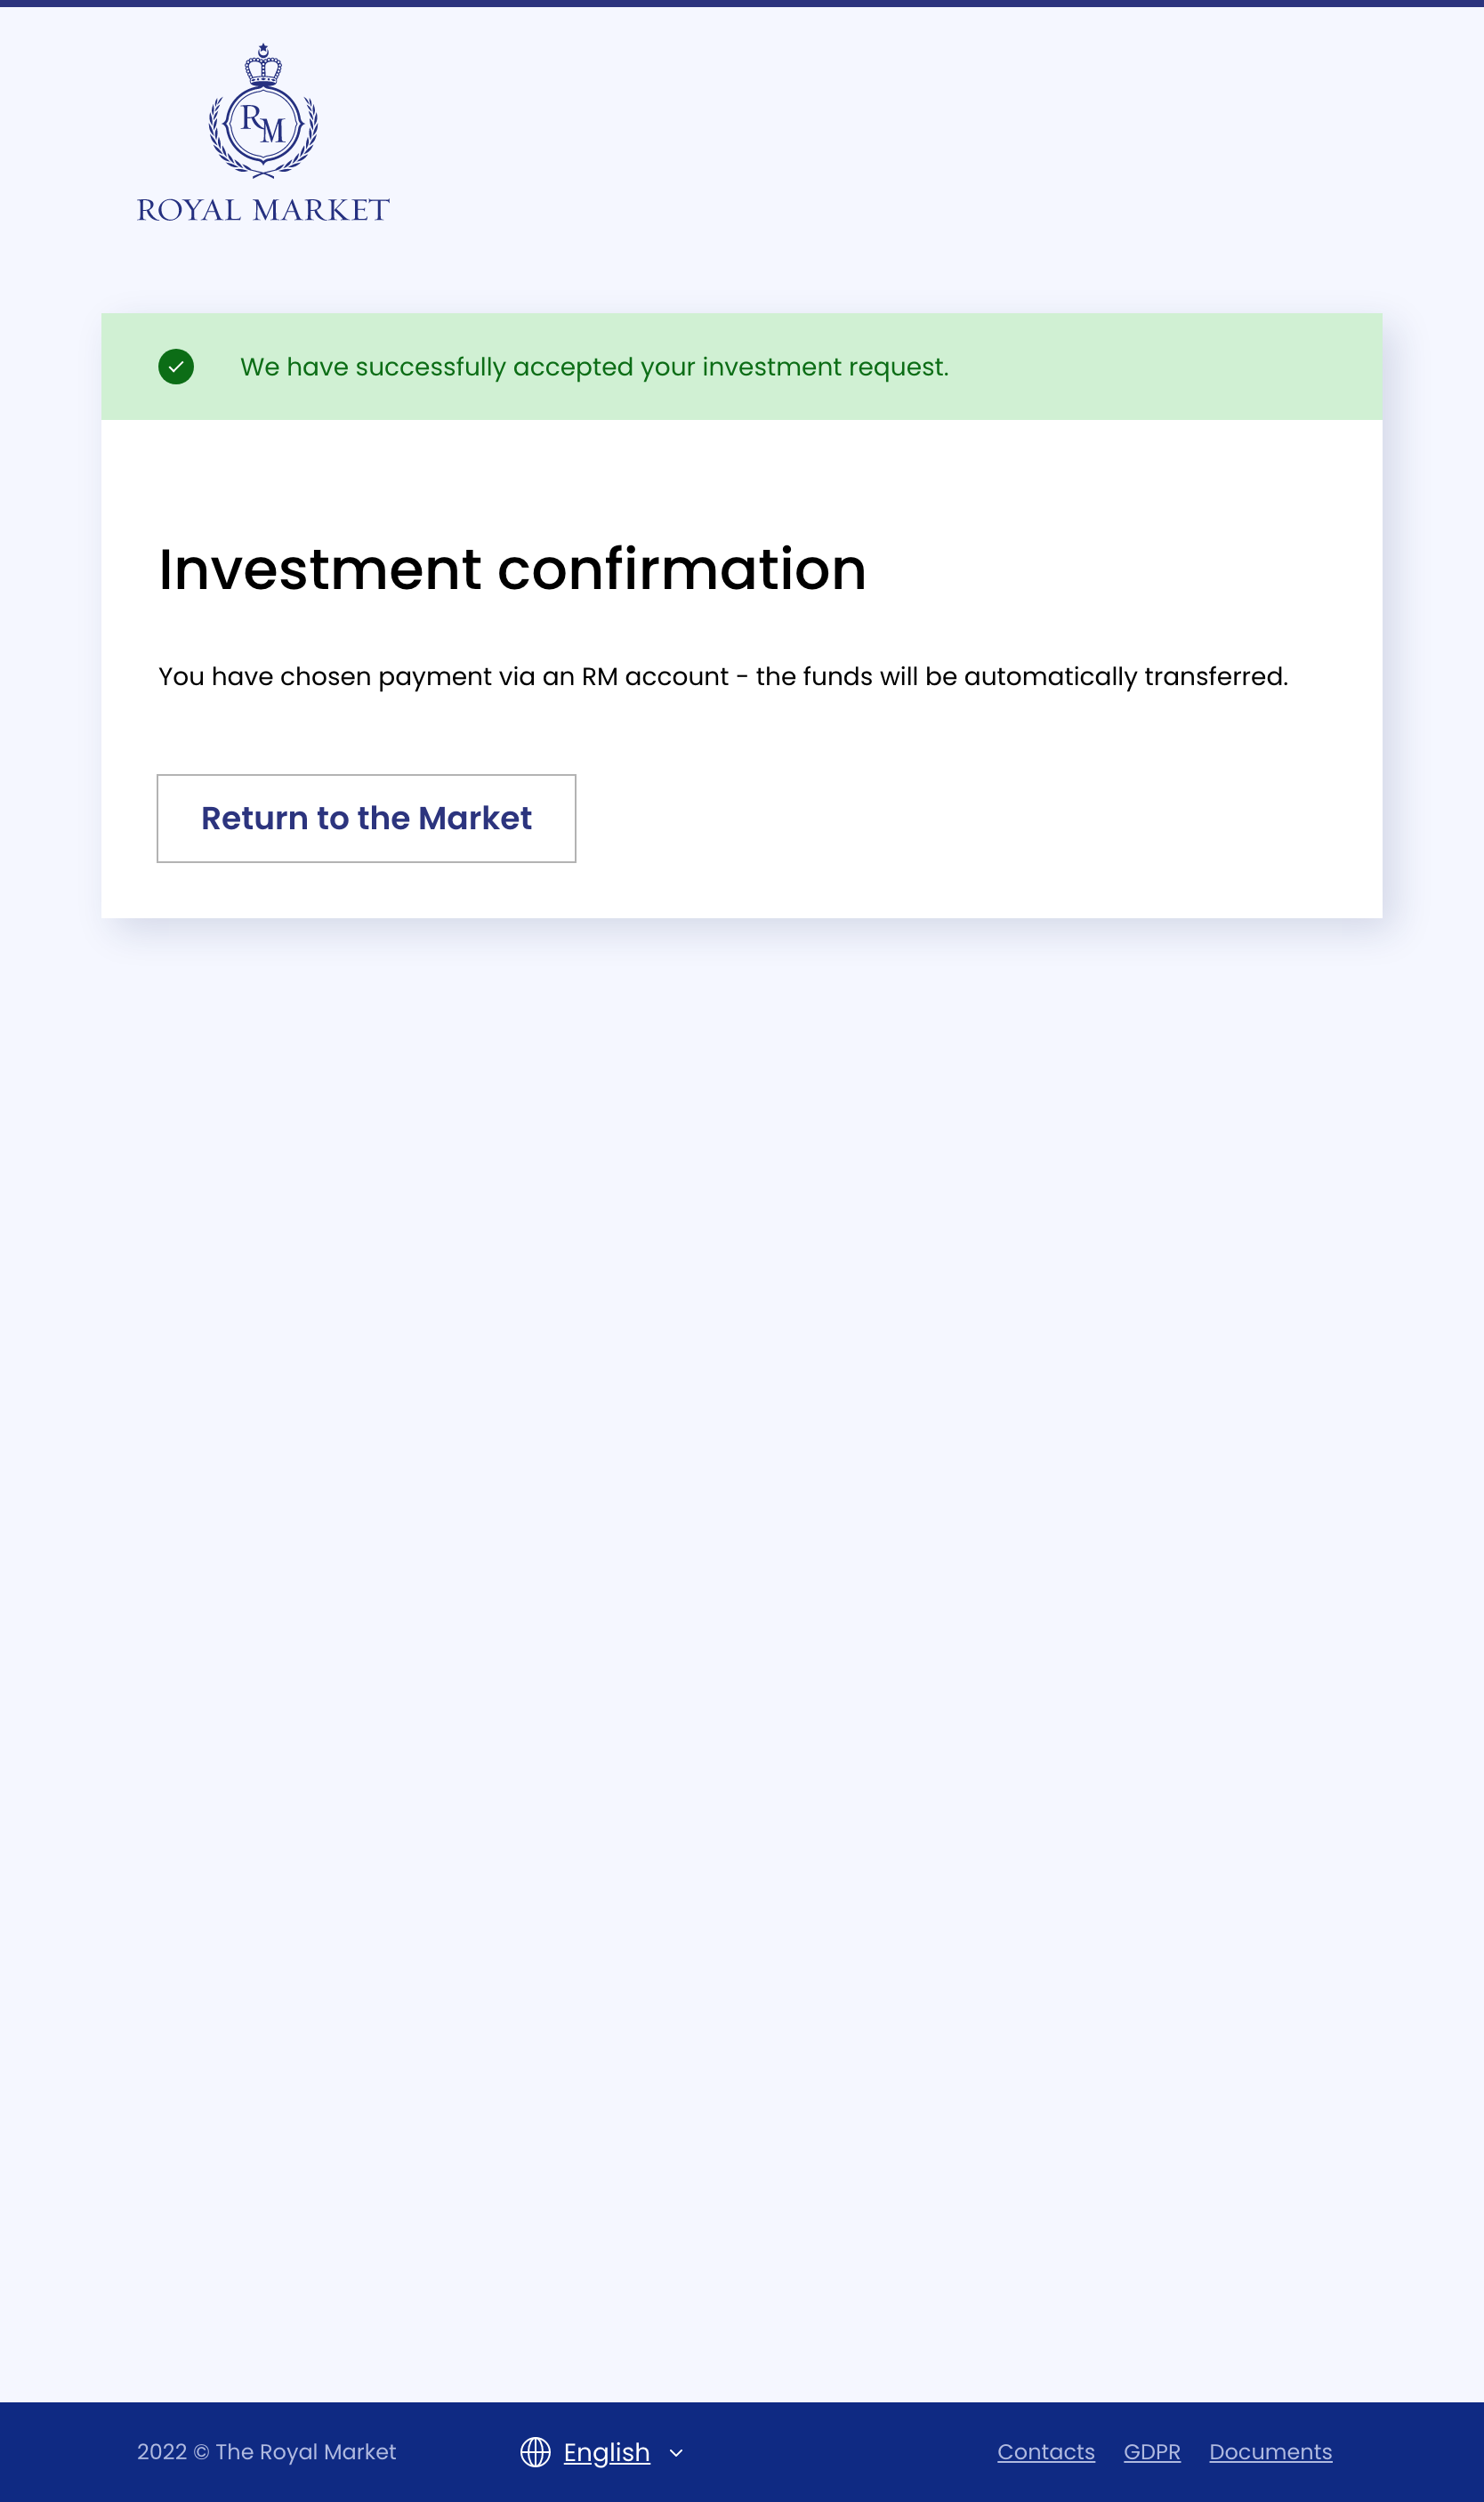 RM
ROYAL MARKET
We have successfully accepted your investment request.
Investment confirmation
You have chosen payment via an RM account - the funds will be automatically transferred.
Return to the Market
2022 © The Royal Market
English
Contacts GDPR Documents